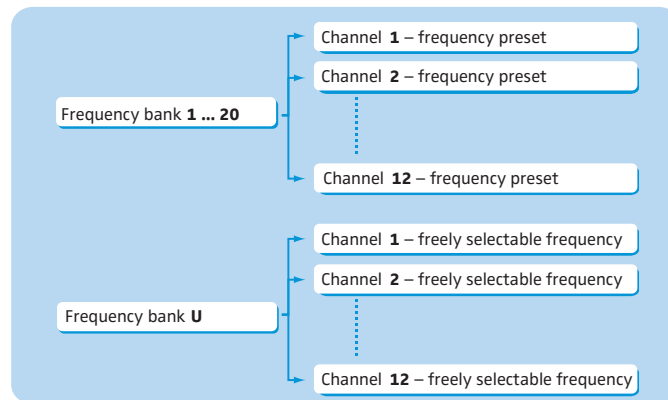 Channel 1 – frequency preset
Channel 2 – frequency preset
Frequency bank 1 ... 20
Channel 12 – frequency preset
Channel 1 – freely selectable frequency
Channel 2 – freely selectable frequency
Frequency bank U
Channel 12 – freely selectable frequency